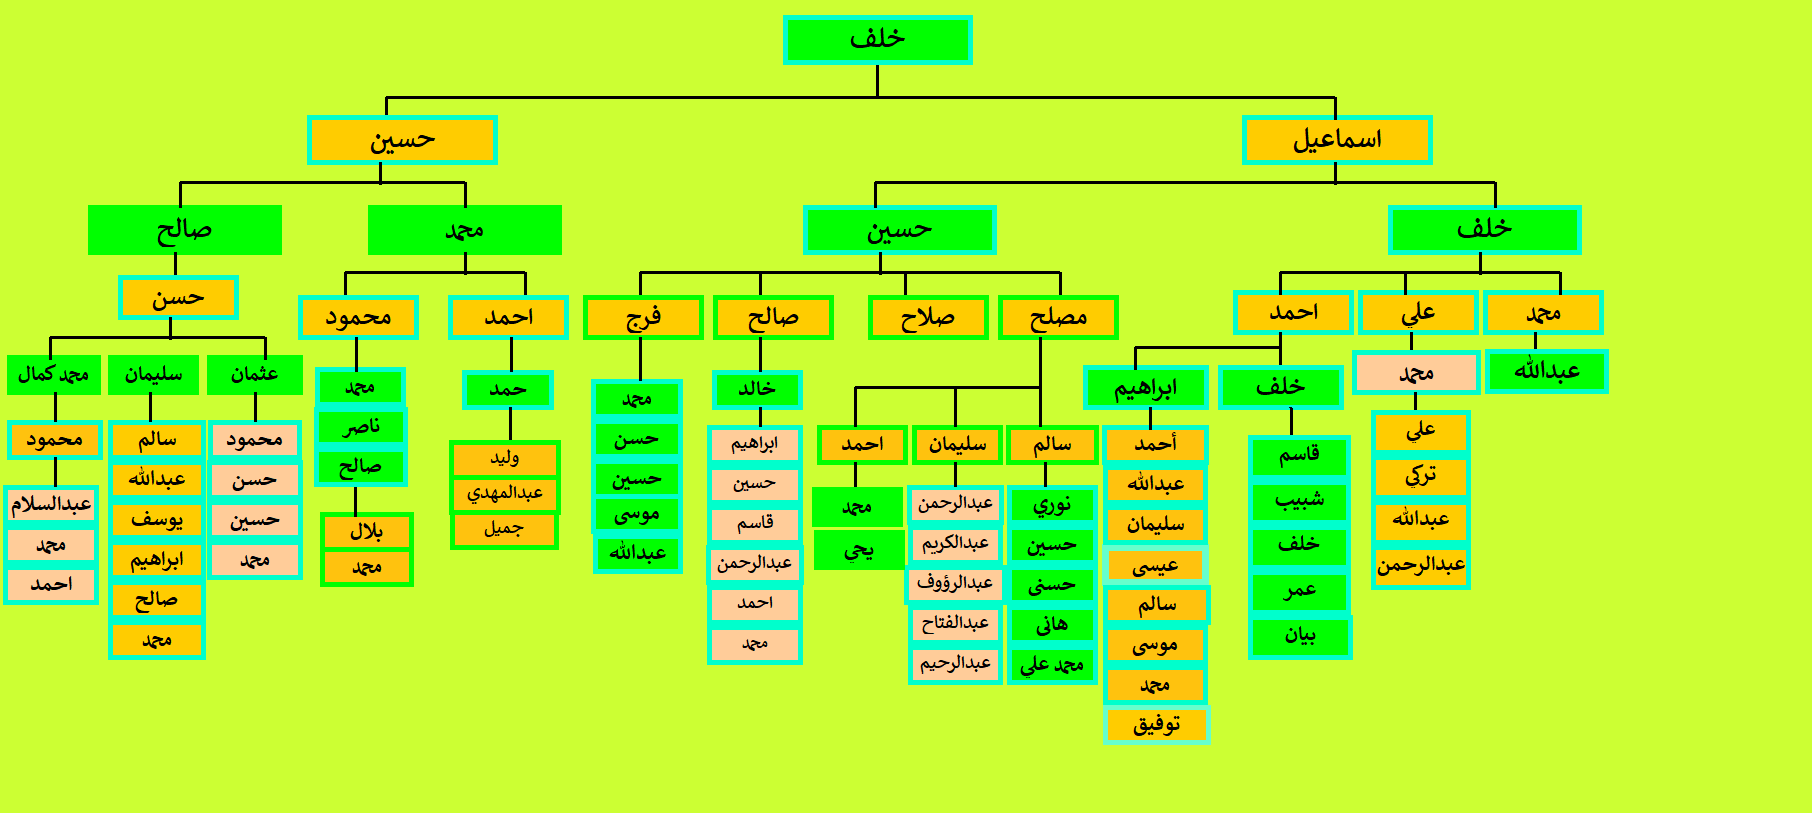 خلف
اسماعيل
حسين
خلف
حسين
محمد
صالح
محمد
علي
احمد
مصلح
صلاح
صالح
فرج
احمد
محمود
حسن
عبدالله
محمد
علي
تركي
عبدالله
عبدالرحمن
خلف
قاسم
شبيب
خلف
عمر
بيان
ابراهيم
أحمد
عبدالله
سليمان
عيسى
سالم
موسى
محمد
توفيق
سالم
نوري
حسين
حسنى
هانى
محمد على
سليمان
عبدالرحمن
عبدالكريم
عبدالرؤوف
عبدالفتاح
عبدالرحيم
احمد
محمد
يحي
خالد
ابراهيم
حسين
قاسم
عبدالرحمن
احمد
محمد
محمد
حسن
حسين
موسى
عبدالله
حمد
وليد
عبدالمهدي
جميل
محمد
ناصر
صالح
بلال
محمد
عثمان
محمود
حسن
حسين
محمد
سليمان
سالم
عبدالله
يوسف
ابراهيم
صالح
محمد
محمد كمال
محمود
عبدالسلام
محمد
احمد